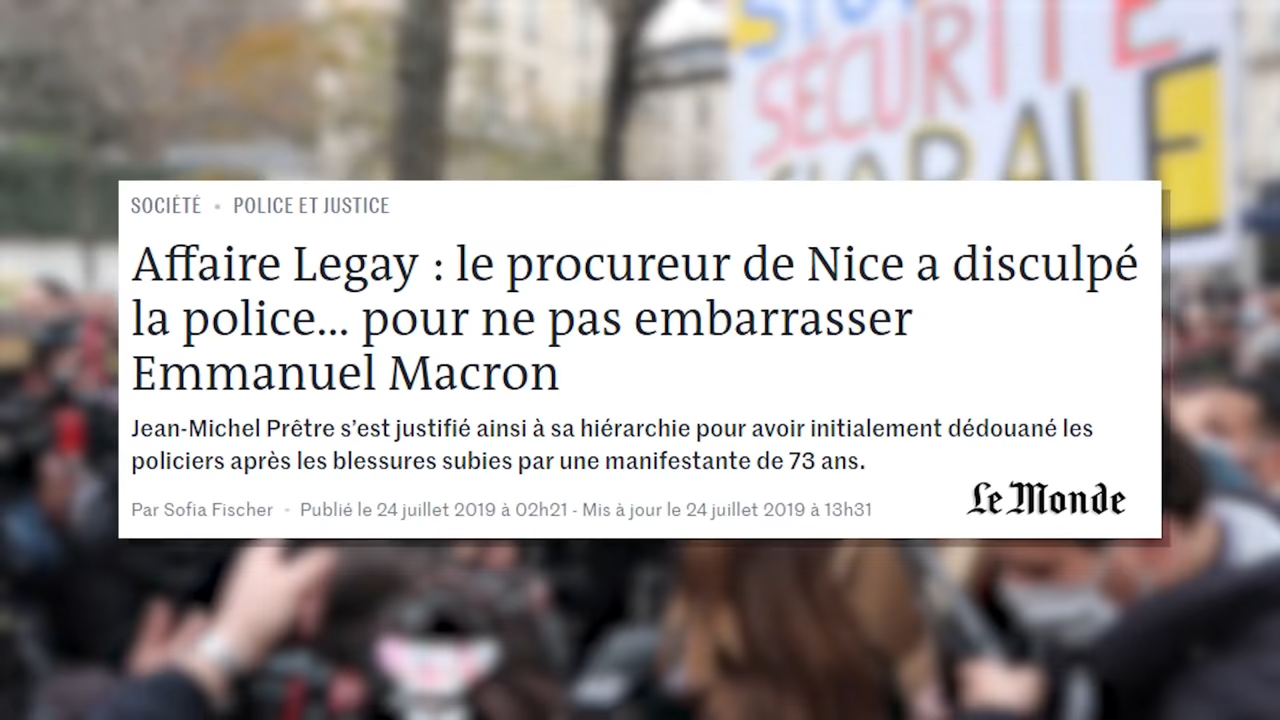 SÉCURITÉ
SOCIÉTÉ • POLICE ET JUSTICE
Affaire Legay : le procureur de Nice a disculpé
la police... pour ne pas embarrasser
Emmanuel Macron
Jean-Michel Prêtre s’est justifié ainsi à sa hiérarchie pour avoir initialement dédouané les
policiers après les blessures subies par une manifestante de 73 ans.
Par Sofia Fischer • Publié le 24 juillet 2019 à 02h21 - Mis à jour le 24 juillet 2019 à 13h31
Le Monde